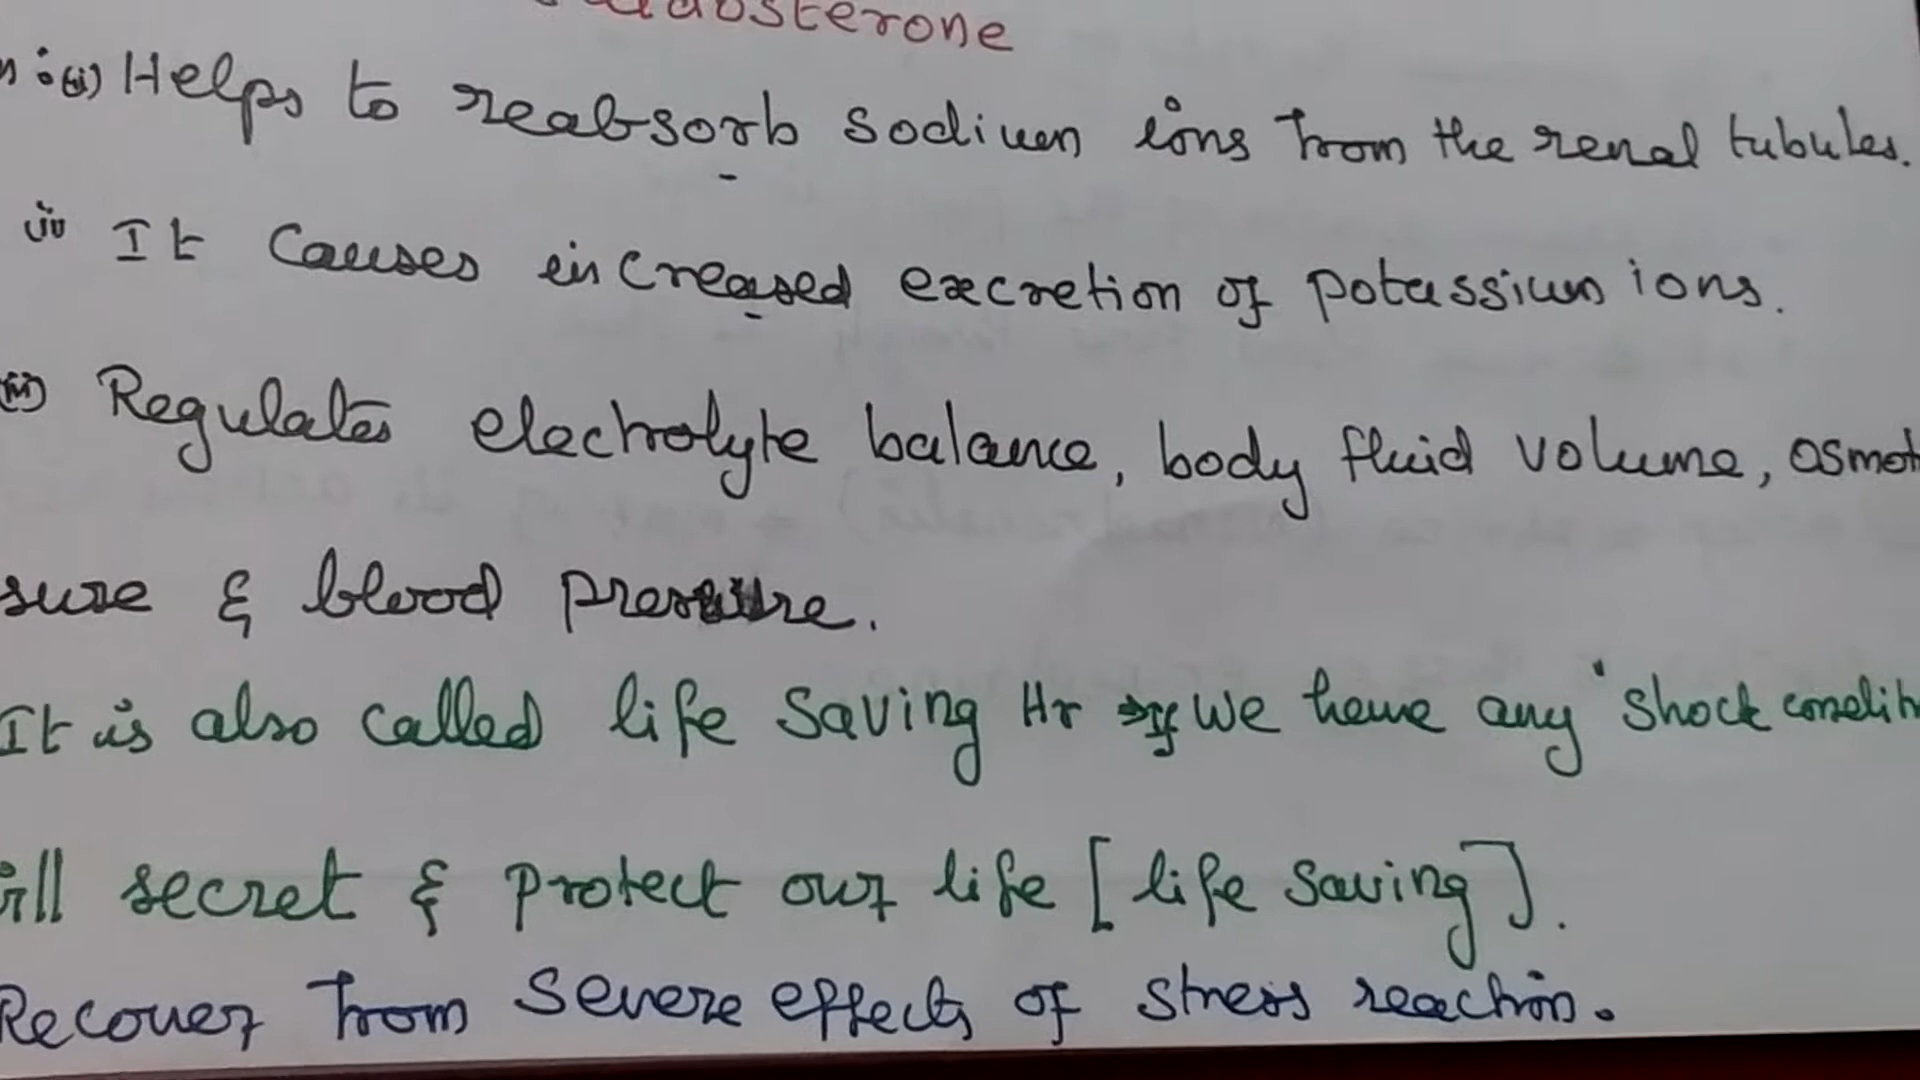 Helps to reabsorb sodium ions from the renal tubules.
ii) It Causes increased excretion of potassium ions.
iii) Regulates electrolyte balance, body fluid volume, osmot
sure & blood pressure.
It is also called life saving Hr → If We have any "Shock conditi
ill secret & protect our life [life saving].
Recover from severe effects of stress reaction.